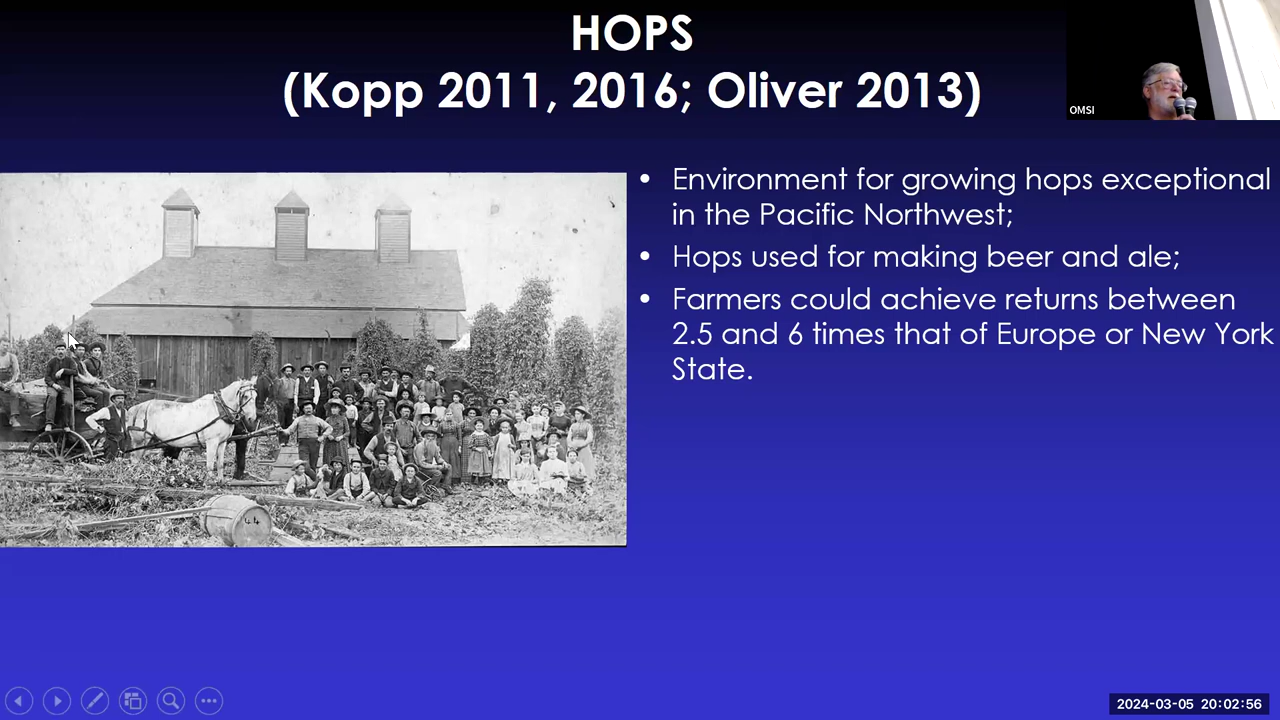 HOPS
(Kopp 2011, 2016; Oliver 2013)
OMSI
• Environment for growing hops exceptional
in the Pacific Northwest;
• Hops used for making beer and ale;
• Farmers could achieve returns between
2.5 and 6 times that of Europe or New York
State.
44
2024-03-05 20:02:56